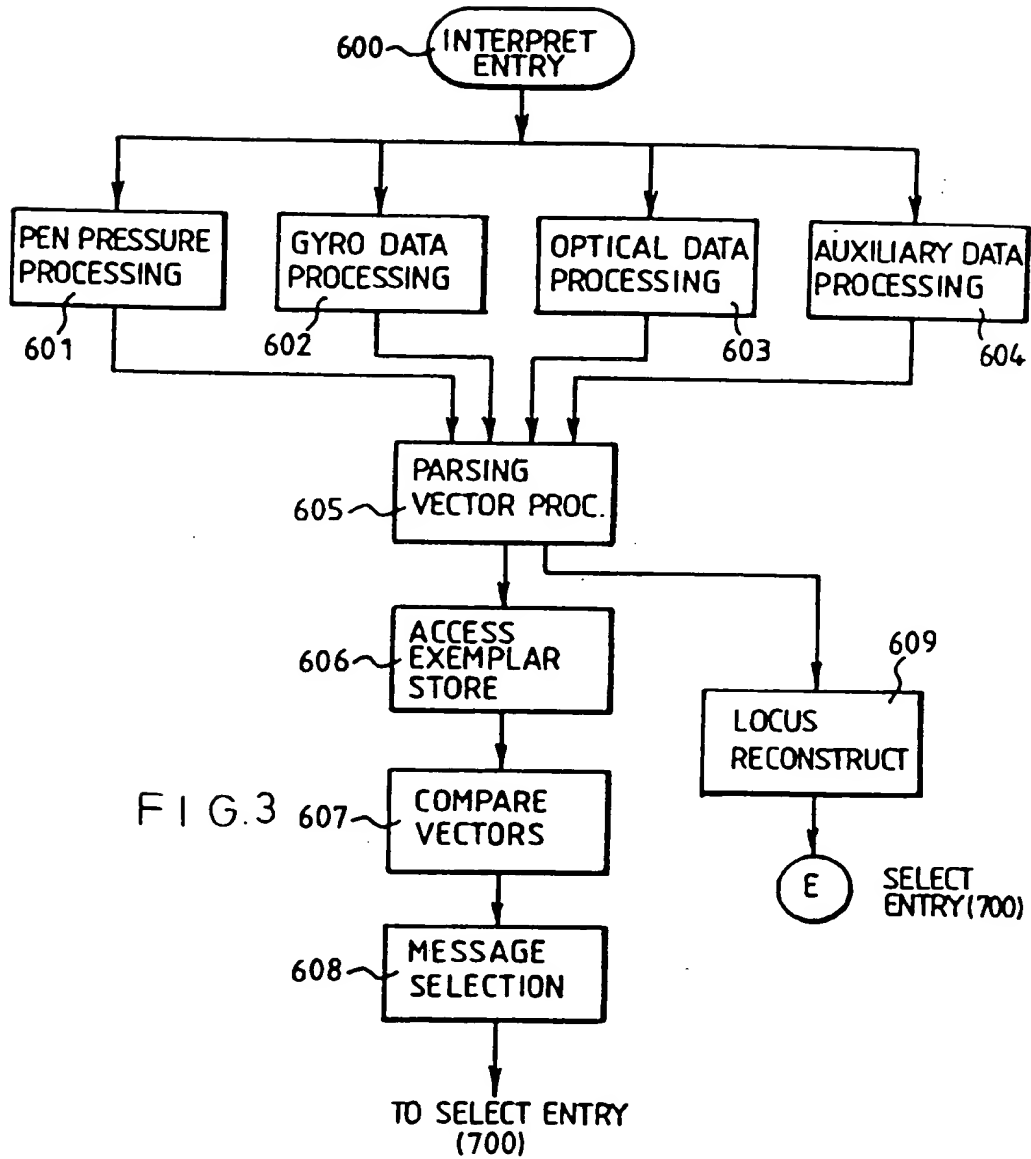 600
INTERPRET
ENTRY
PEN PRESSURE
PROCESSING
601
GYRO DATA
PROCESSING
602
OPTICAL DATA
PROCESSING
603
AUXILIARY DATA
PROCESSING
604
605
PARSING
VECTOR PROC.
606
ACCESS
EXEMPLAR
STORE
609
LOCUS
RECONSTRUCT
FIG.3
607
COMPARE
VECTORS
E
SELECT
ENTRY(700)
608
MESSAGE
SELECTION
TO SELECT ENTRY
(700)